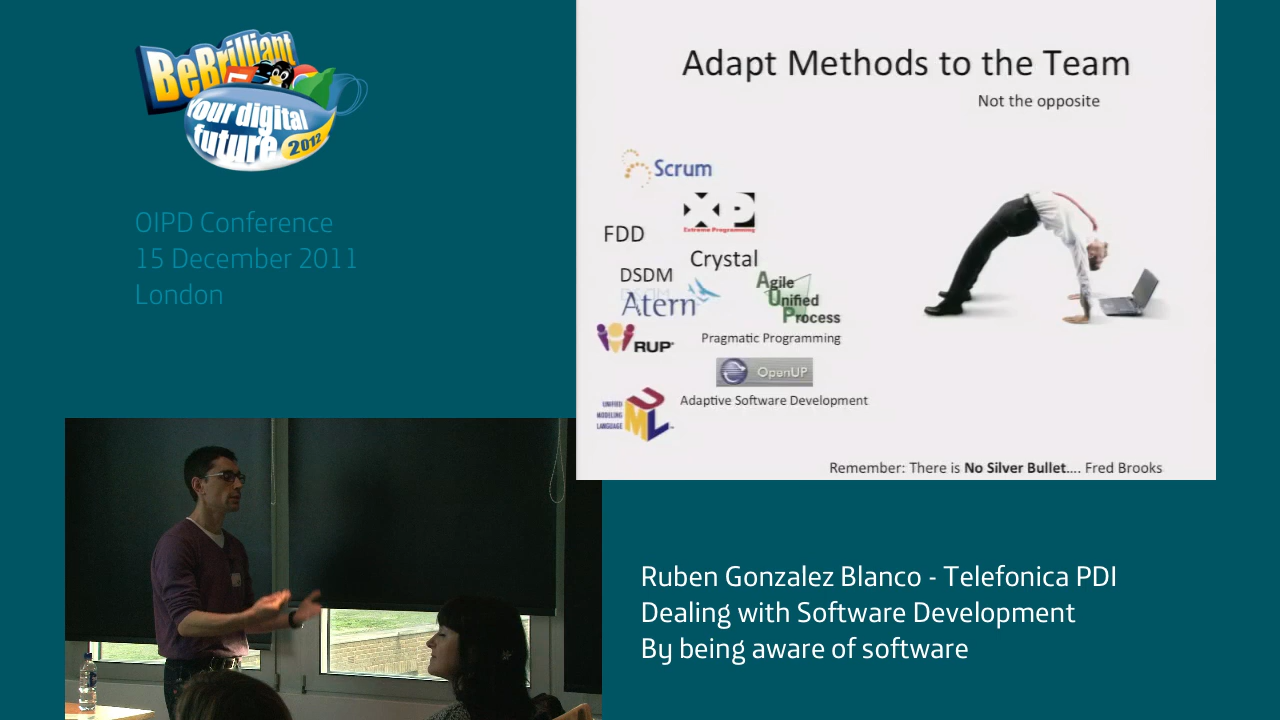 BeBrilliant
Your digital
future 2012
OIPD Conference
15 December 2011
London
Adapt Methods to the Team
Not the opposite
Scrum
XP
Extreme Programming
FDD
Crystal
DSDM
Atern
Agile
Unified
Process
RUP
Pragmatic Programming
OpenUP
UNIFIED
MODELING
LANGUAGE
UML
Adaptive Software Development
Remember: There is No Silver Bullet.... Fred Brooks
Ruben Gonzalez Blanco - Telefonica PDI
Dealing with Software Development
By being aware of software